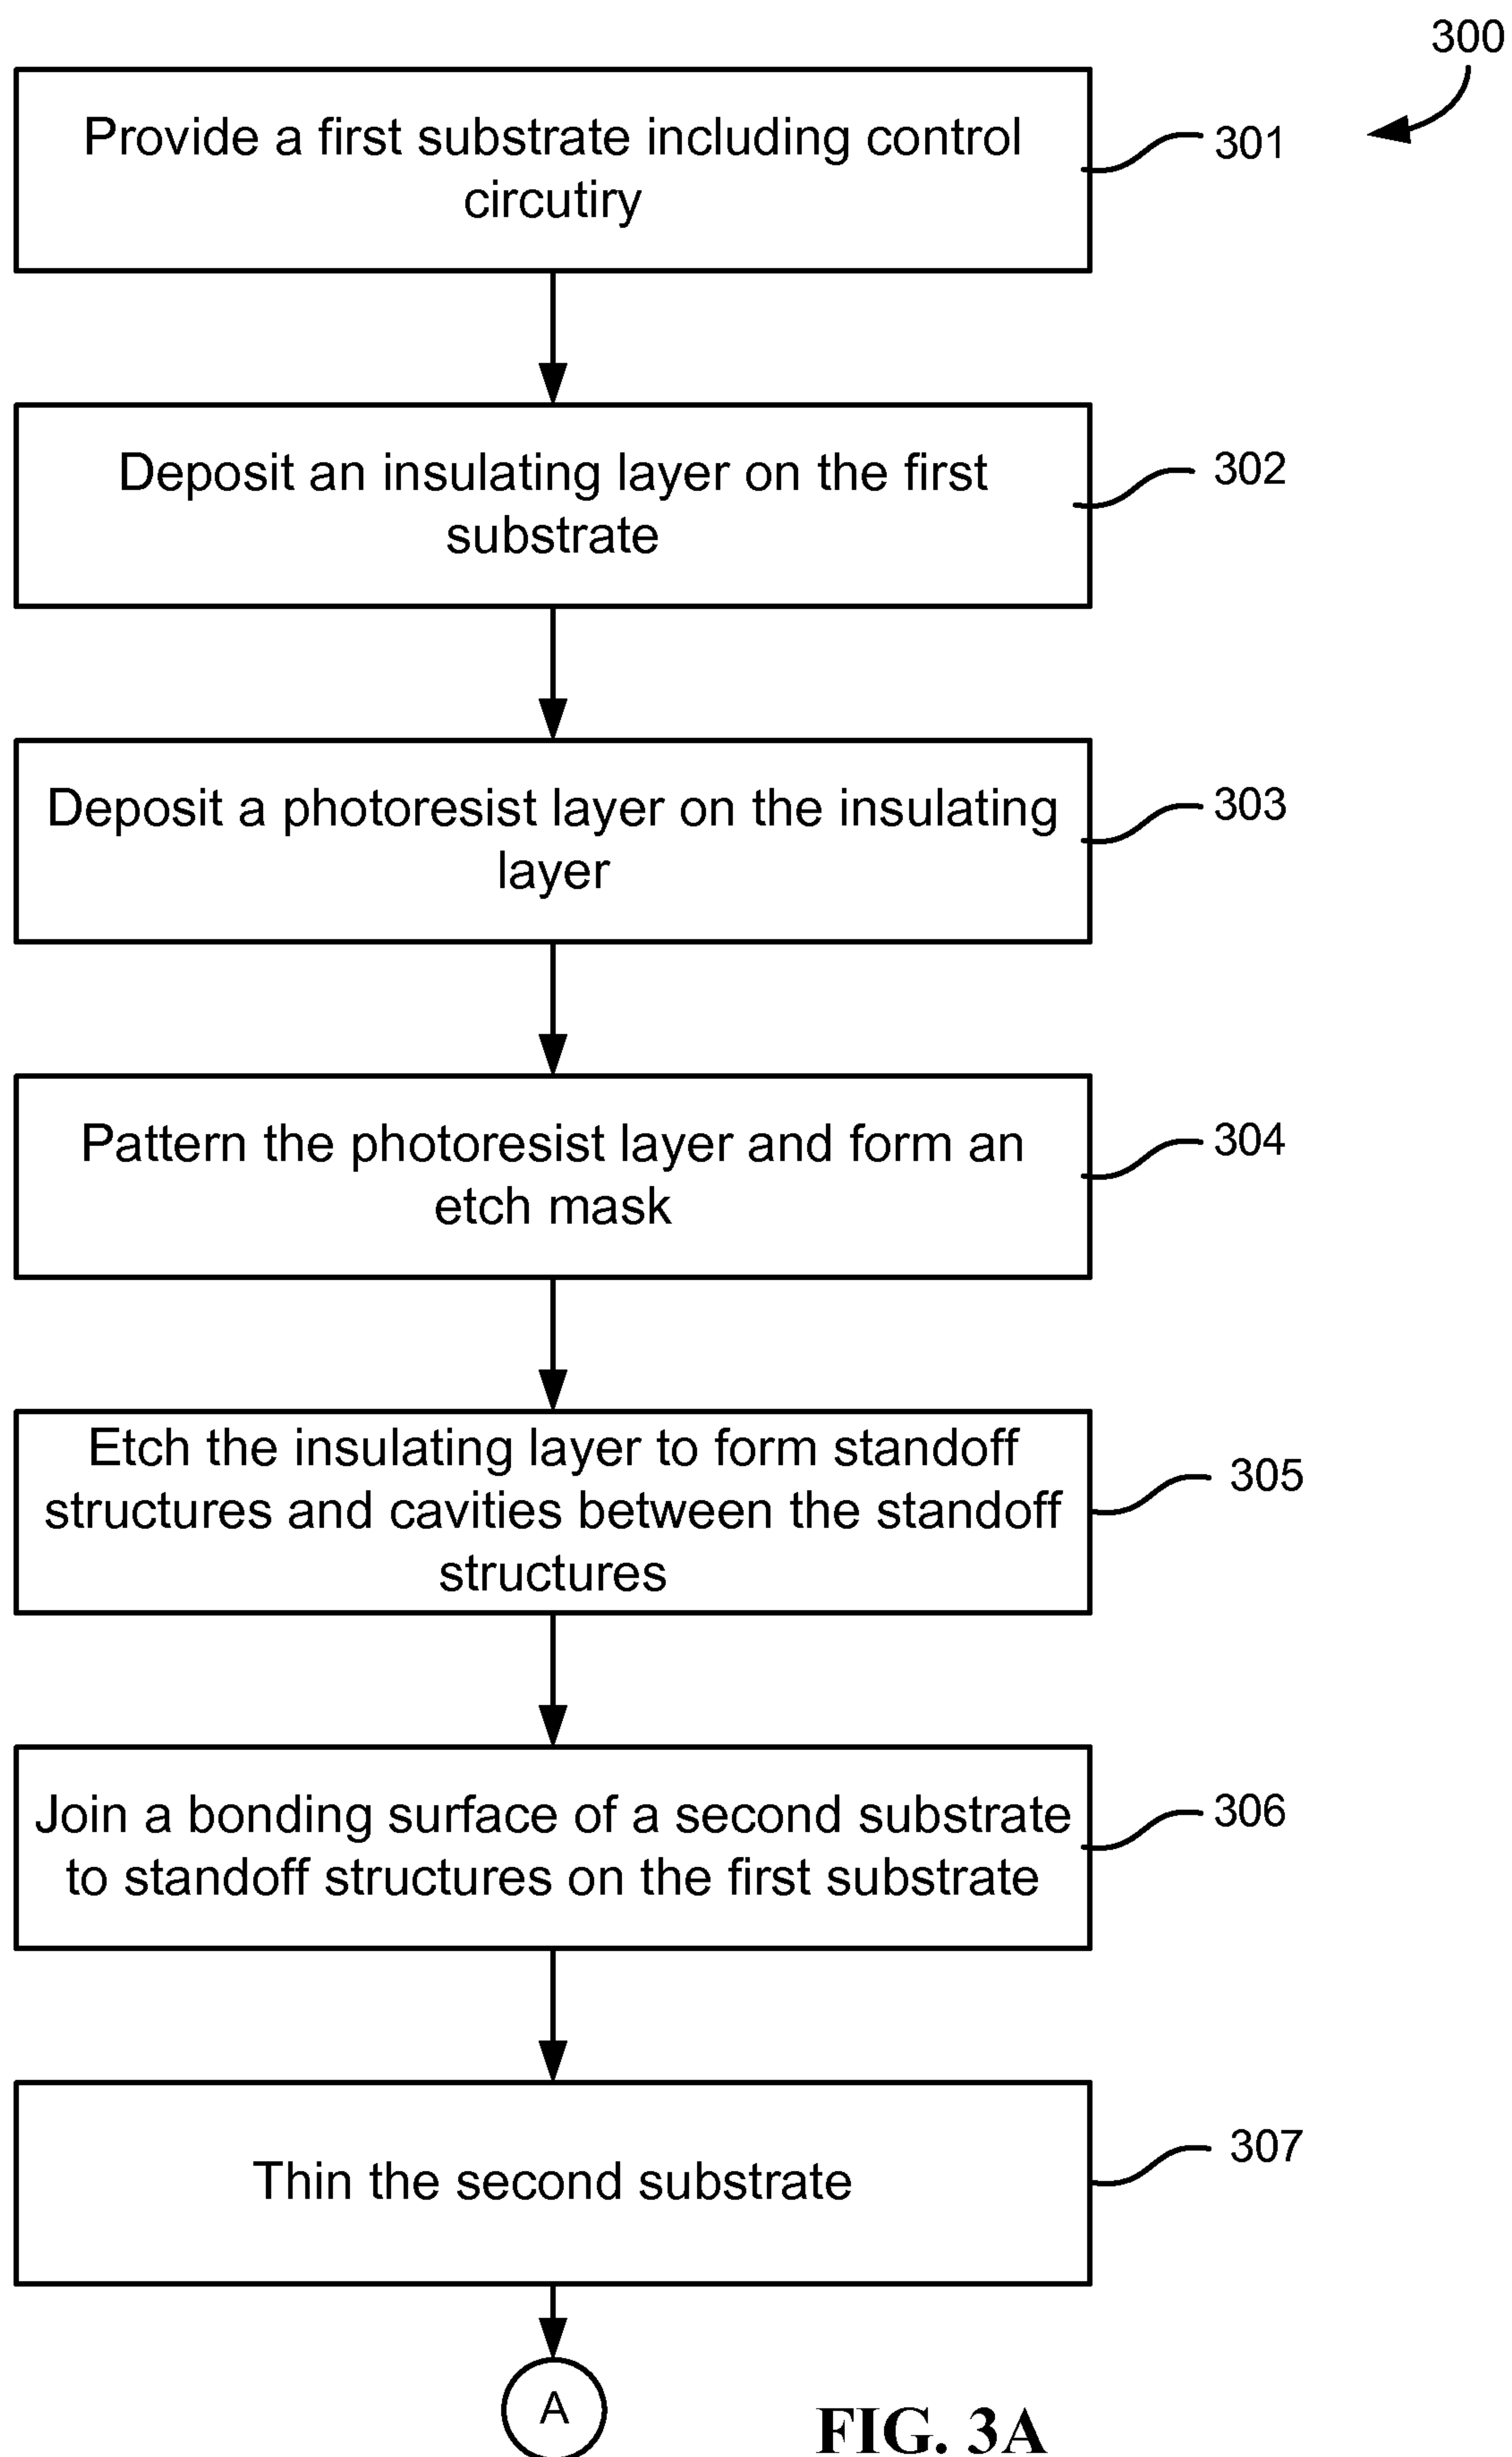 300
Provide a first substrate including control
circutiry
301
Deposit an insulating layer on the first
substrate
302
Deposit a photoresist layer on the insulating
layer
303
Pattern the photoresist layer and form an
etch mask
304
Etch the insulating layer to form standoff
structures and cavities between the standoff
structures
305
Join a bonding surface of a second substrate
to standoff structures on the first substrate
306
Thin the second substrate
307
A
FIG. 3A